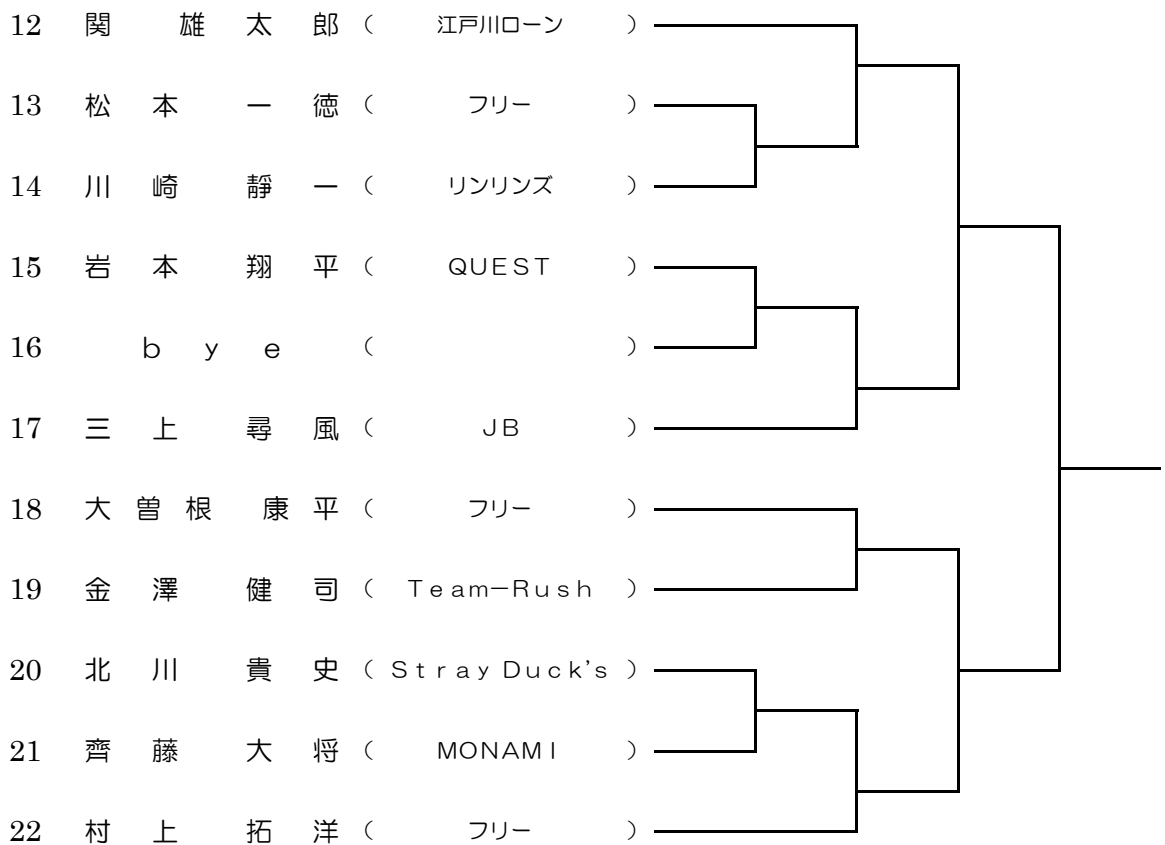 12 関 雄太郎 ( 江戸川ローン )
13 松本 一徳 ( フリー )
14 川崎 静一 ( リンリンズ )
15 岩本 翔平 ( QUEST )
16 bye ( )
17 三上 尋風 ( JB )
18 大曽根 康平 ( フリー )
19 金澤 健司 ( Team-Rush )
20 北川 貴史 ( Stray Duck's )
21 齊藤 大将 ( MONAMI )
22 村上 拓洋 ( フリー )